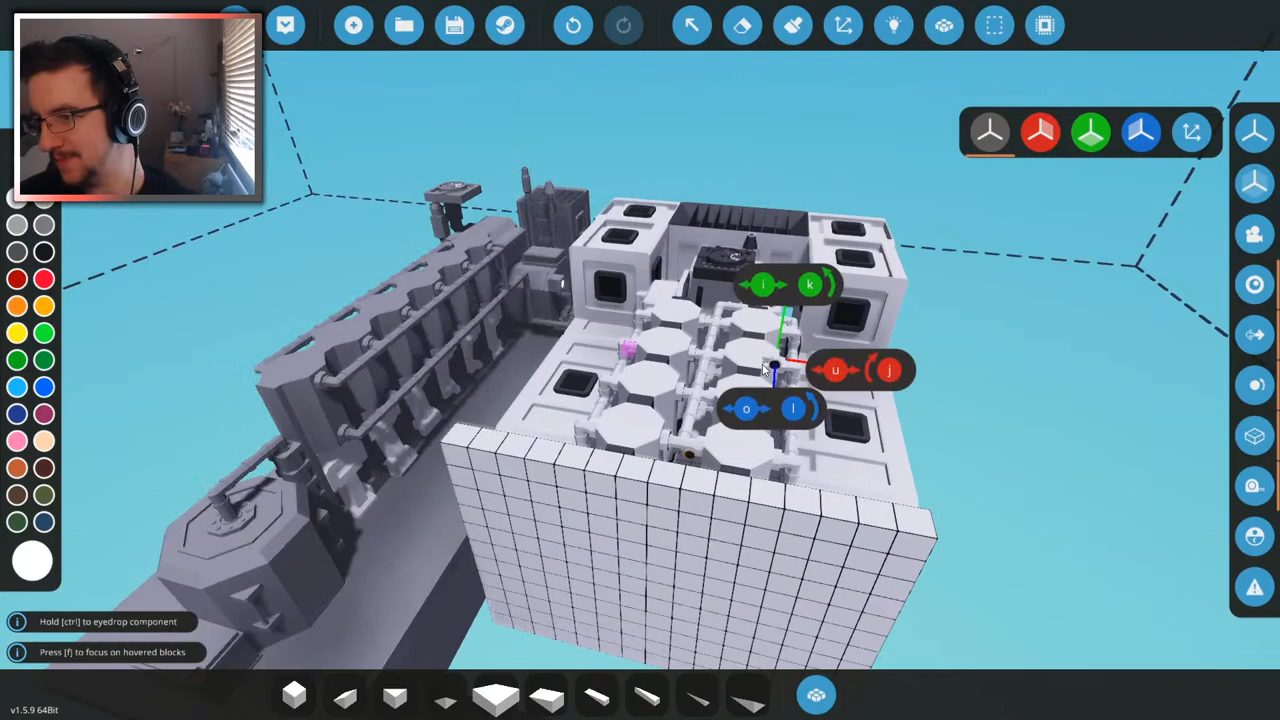 i k
u j
o l
Hold [ctrl] to eyedrop component
Press [f] to focus on hovered blocks
v1.5.9 64Bit